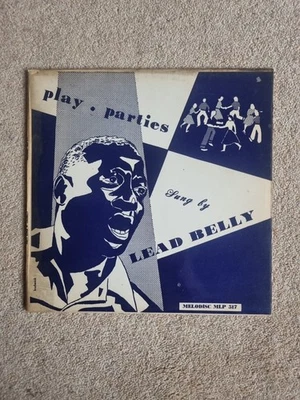 play . parties
Sung by
LEAD BELLY
MELODISC MLP 517